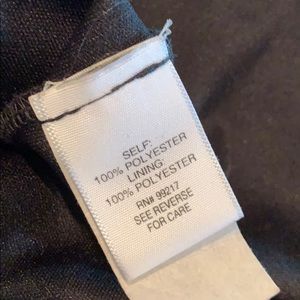 SELF:
100% POLYESTER
LINING:
100% POLYESTER
RN# 99217
SEE REVERSE
FOR CARE